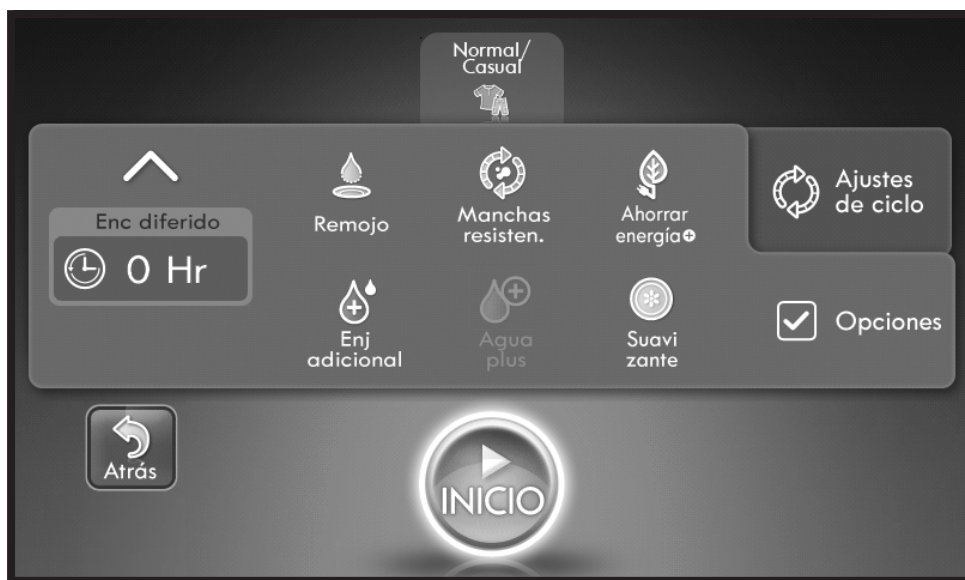 Normal/
Casual
Enc diferido
0 Hr
Remojo
Manchas
resisten.
Ahorrar
energía+
Enj
adicional
Agua
plus
Suavi
zante
Ajustes
de ciclo
Opciones
Atrás
INICIO